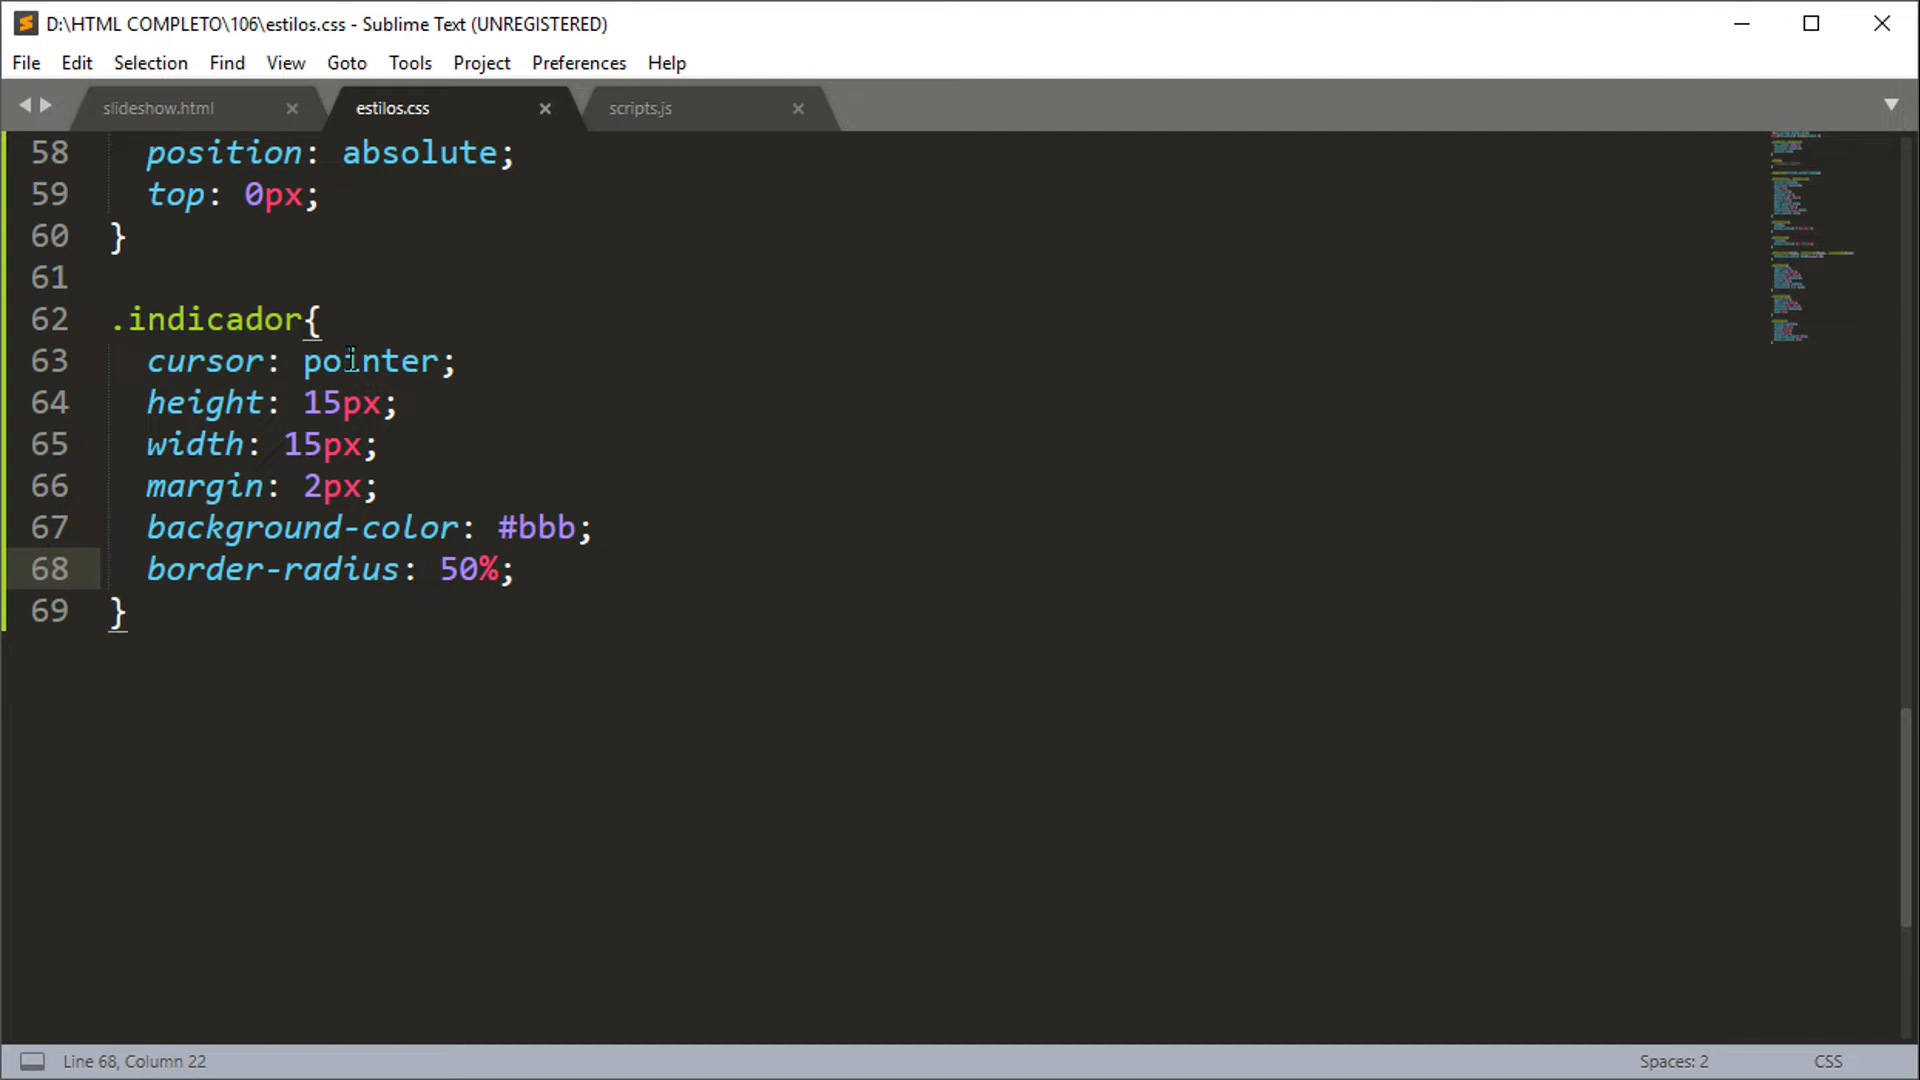 D:\HTML COMPLETO\106\estilos.css - Sublime Text (UNREGISTERED)
File Edit Selection Find View Goto Tools Project Preferences Help
slideshow.html estilos.css scripts.js
58 position: absolute;
59 top: 0px;
60 }
61
62 .indicador{
63 cursor: pointer;
64 height: 15px;
65 width: 15px;
66 margin: 2px;
67 background-color: #bbb;
68 border-radius: 50%;
69 }
Line 68, Column 22 Spaces: 2 CSS